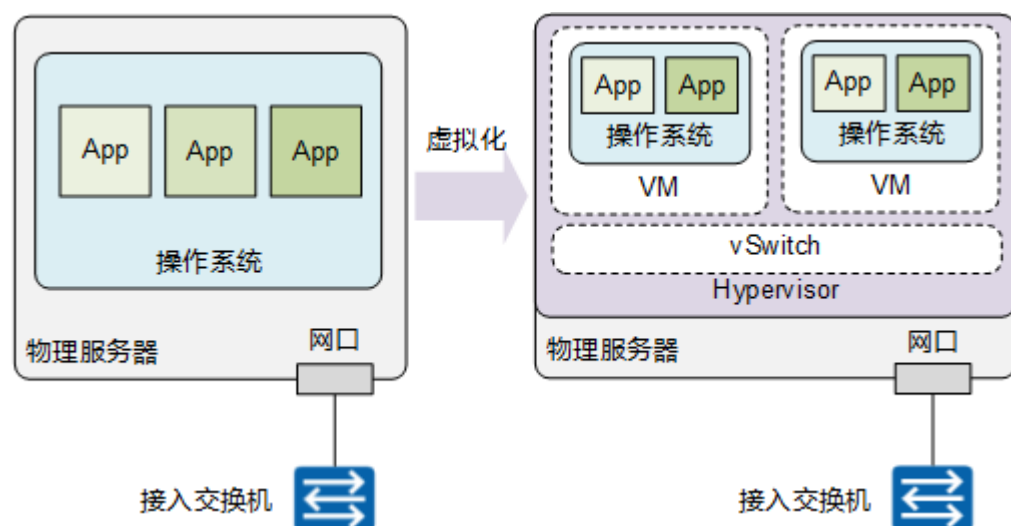 App
App
App
操作系统
物理服务器
网口
接入交换机
虚拟化
App
App
操作系统
VM
App
App
操作系统
VM
vSwitch
Hypervisor
物理服务器
网口
接入交换机